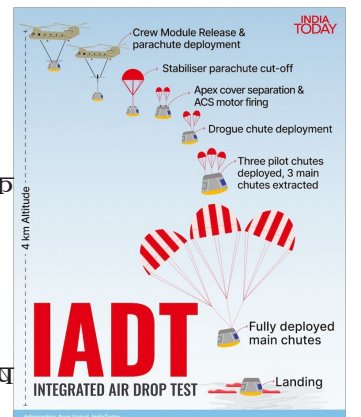 INDIA
TODAY
Crew Module Release &
parachute deployment
Stabiliser parachute cut-off
Apex cover separation &
ACS motor firing
Drogue chute deployment
Three pilot chutes
deployed, 3 main
chutes extracted
4 km Altitude
Fully deployed
main chutes
IADT
INTEGRATED AIR DROP TEST
Landing